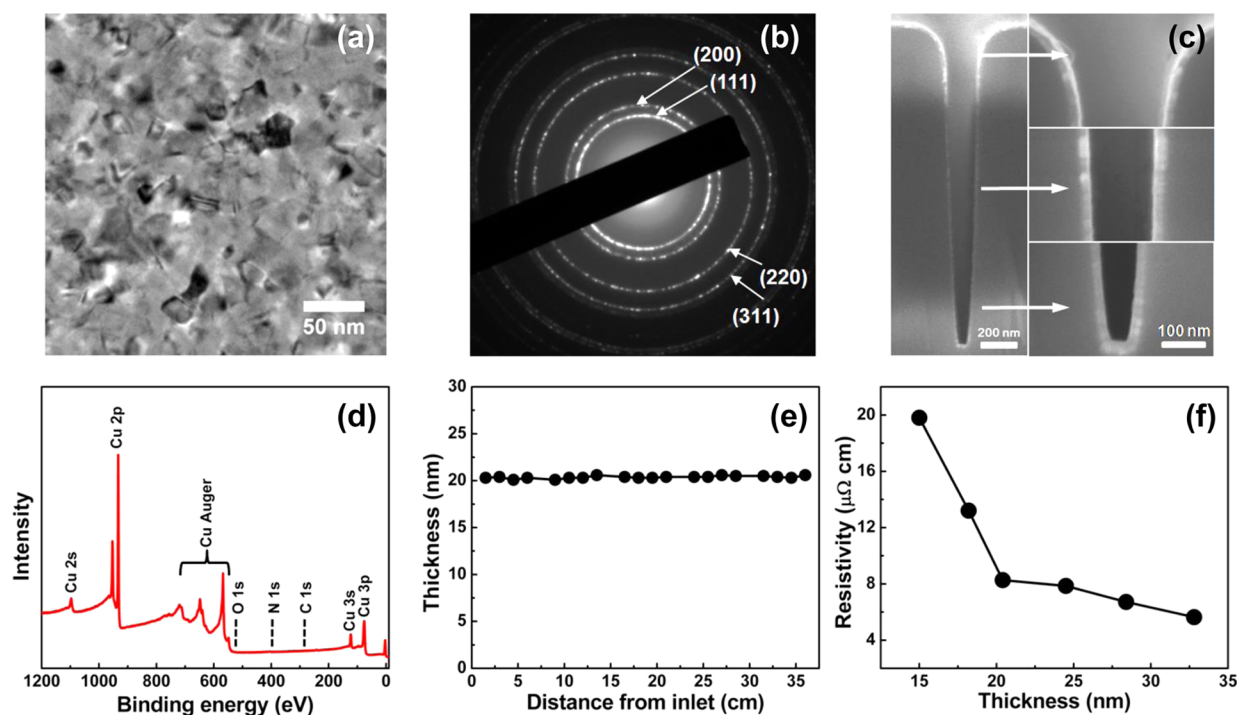 (a)
50 nm
(b)
(200)
(111)
(220)
(311)
(c)
200 nm
100 nm
(d)
Cu 2s
Cu 2p
Cu Auger
O 1s
N 1s
C 1s
Cu 3s
Cu 3p
Intensity
1200 1000 800 600 400 200 0
Binding energy (eV)
(e)
30
25
20
15
10
5
0
Thickness (nm)
0 5 10 15 20 25 30 35
Distance from inlet (cm)
(f)
20
16
12
8
4
Resistivity (μΩ cm)
15 20 25 30
Thickness (nm)